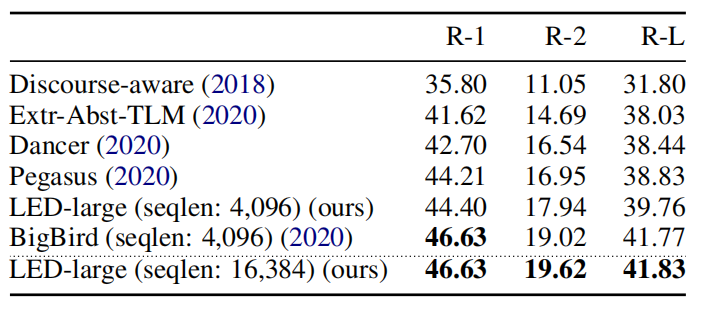 R-1 R-2 R-L
Discourse-aware (2018) 35.80 11.05 31.80
Extr-Abst-TLM (2020) 41.62 14.69 38.03
Dancer (2020) 42.70 16.54 38.44
Pegasus (2020) 44.21 16.95 38.83
LED-large (seqlen: 4,096) (ours) 44.40 17.94 39.76
BigBird (seqlen: 4,096) (2020) 46.63 19.02 41.77
LED-large (seqlen: 16,384) (ours) 46.63 19.62 41.83